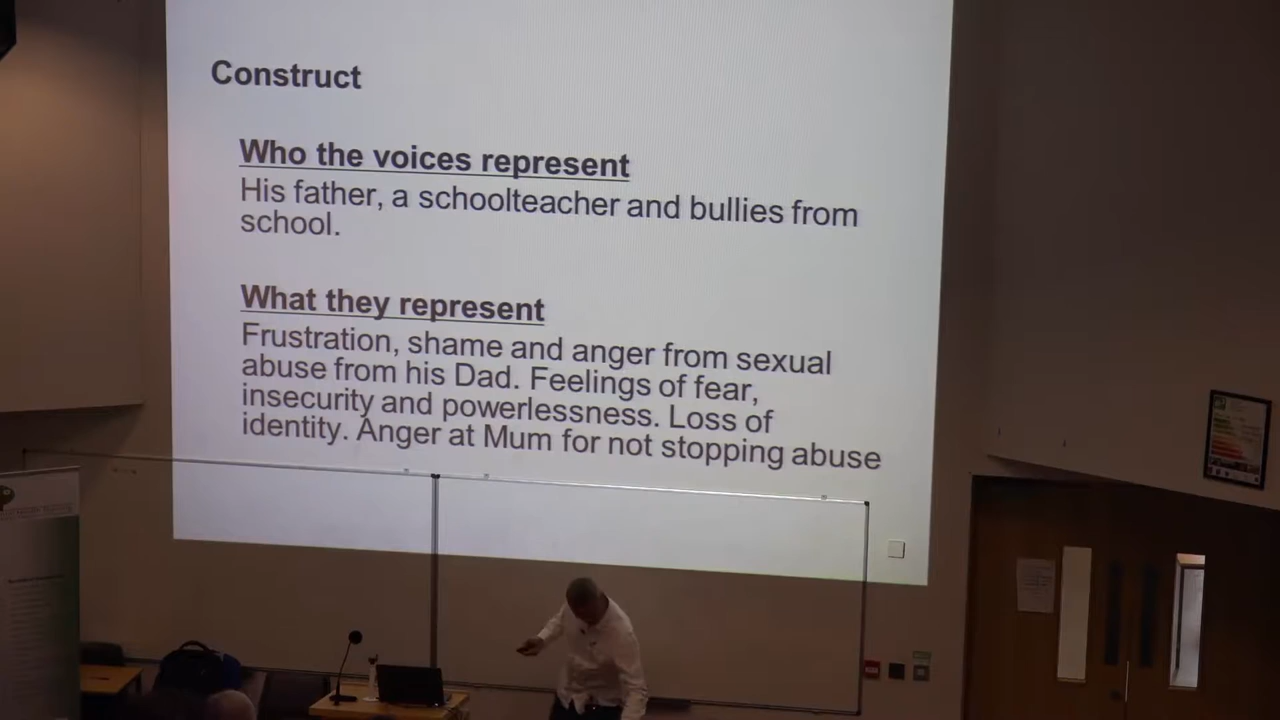 Construct
Who the voices represent
His father, a schoolteacher and bullies from
school.
What they represent
Frustration, shame and anger from sexual
abuse from his Dad. Feelings of fear,
insecurity and powerlessness. Loss of
identity. Anger at Mum for not stopping abuse